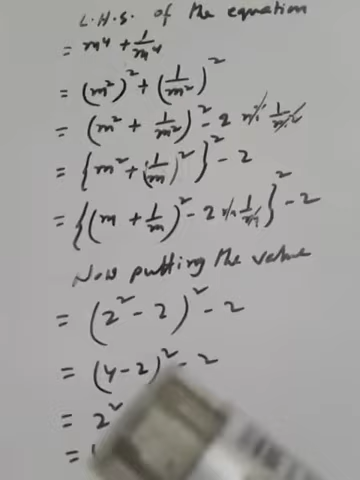 L.H.S. of the equation
= m⁴ + 1/m⁴
= (m²)² + (1/m²)²
= (m² + 1/m²)² - 2 m² 1/m²
= {m² + (1/m)²}² - 2
= {(m + 1/m)² - 2 m 1/m}² - 2
Now putting the value
= (2² - 2)² - 2
= (4 - 2)² - 2
= 2²
=